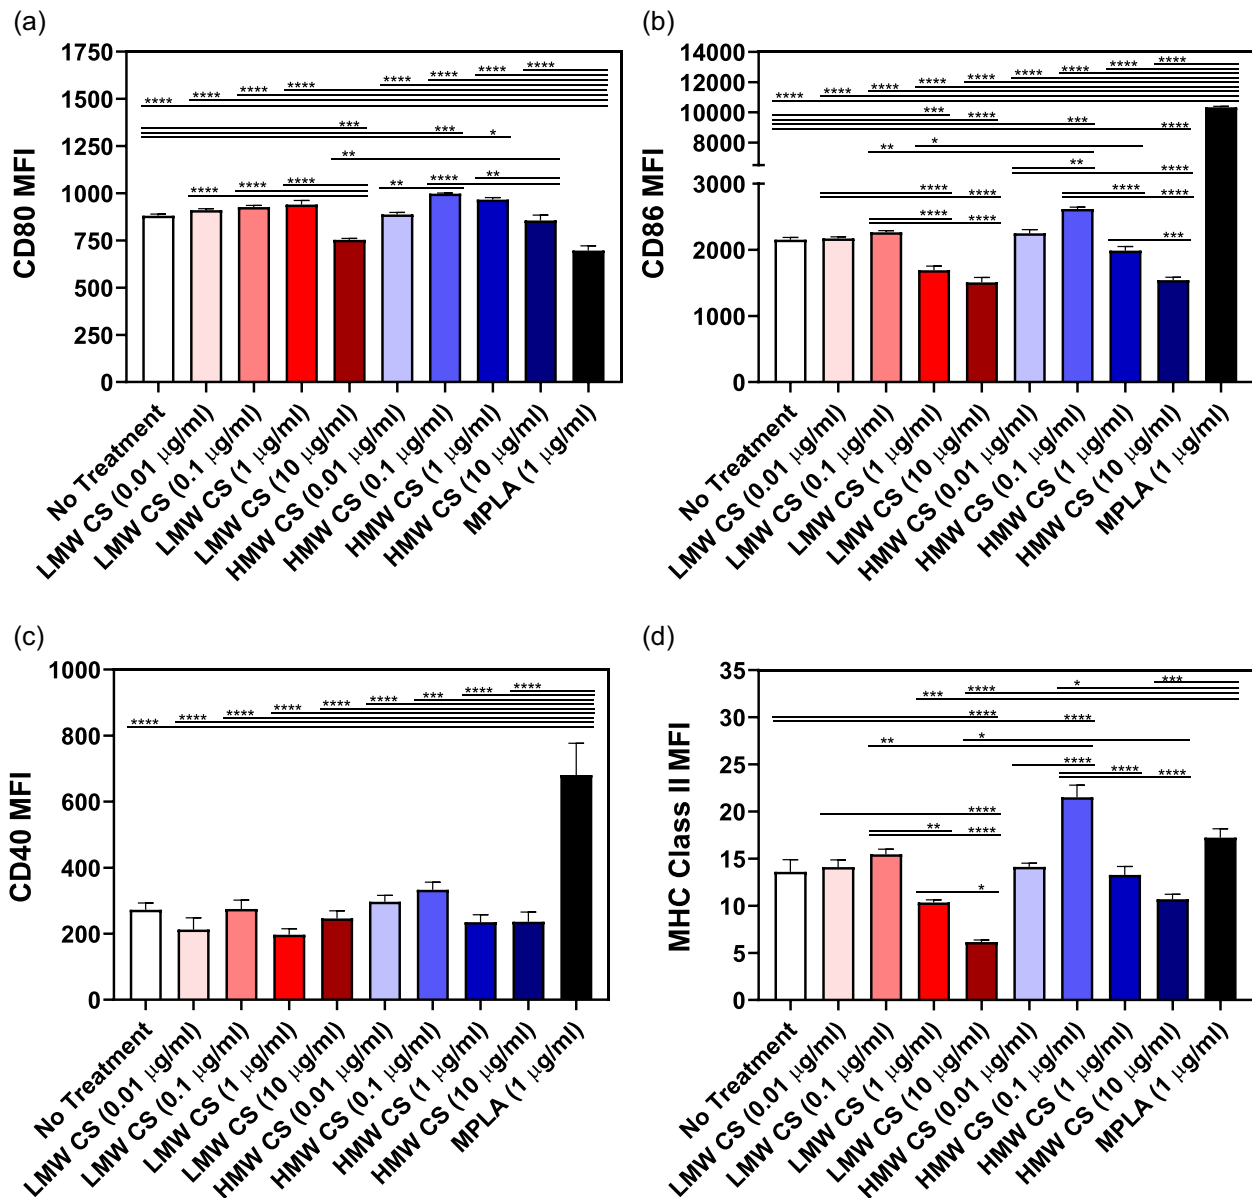 (a)
CD80 MFI
1750
1500
1250
1000
750
500
250
0
**** **** **** **** **** **** **** ****
*** *** *
**
**** **** **** ** **** **
No Treatment
LMW CS (0.01 μg/ml)
LMW CS (0.1 μg/ml)
LMW CS (1 μg/ml)
LMW CS (10 μg/ml)
HMW CS (0.01 μg/ml)
HMW CS (0.1 μg/ml)
HMW CS (1 μg/ml)
HMW CS (10 μg/ml)
MPLA (1 μg/ml)
(b)
CD86 MFI
14000
12000
10000
8000
6000
3000
2000
1000
0
**** **** **** **** **** **** **** **** ****
*** **** *** ****
** *
** ****
**** **** **** ****
**** **** ***
No Treatment
LMW CS (0.01 μg/ml)
LMW CS (0.1 μg/ml)
LMW CS (1 μg/ml)
LMW CS (10 μg/ml)
HMW CS (0.01 μg/ml)
HMW CS (0.1 μg/ml)
HMW CS (1 μg/ml)
HMW CS (10 μg/ml)
MPLA (1 μg/ml)
(c)
CD40 MFI
1000
800
600
400
200
0
**** **** **** **** **** **** *** **** ****
No Treatment
LMW CS (0.01 μg/ml)
LMW CS (0.1 μg/ml)
LMW CS (1 μg/ml)
LMW CS (10 μg/ml)
HMW CS (0.01 μg/ml)
HMW CS (0.1 μg/ml)
HMW CS (1 μg/ml)
HMW CS (10 μg/ml)
MPLA (1 μg/ml)
(d)
MHC Class II MFI
35
30
25
20
15
10
5
0
*** **** * ***
**** ****
** *
**** **** ****
****
** ****
*
No Treatment
LMW CS (0.01 μg/ml)
LMW CS (0.1 μg/ml)
LMW CS (1 μg/ml)
LMW CS (10 μg/ml)
HMW CS (0.01 μg/ml)
HMW CS (0.1 μg/ml)
HMW CS (1 μg/ml)
HMW CS (10 μg/ml)
MPLA (1 μg/ml)